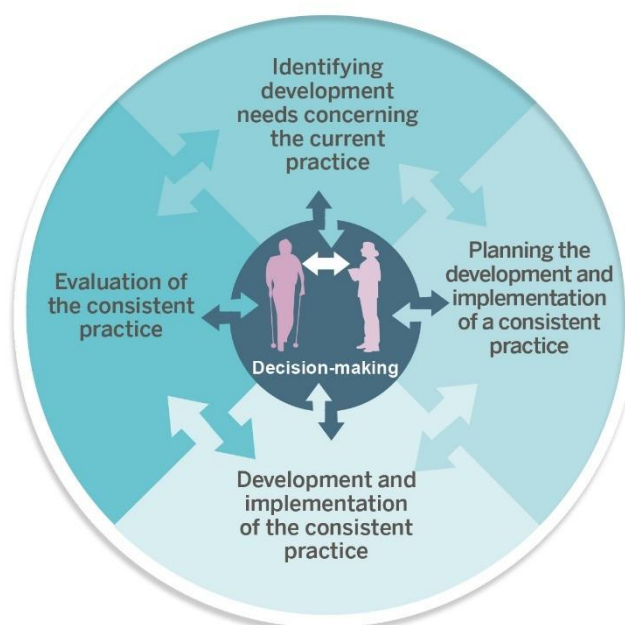 Identifying
development
needs concerning
the current
practice
Planning the
development and
implementation
of a consistent
practice
Evaluation of
the consistent
practice
Decision-making
Development and
implementation
of the consistent
practice